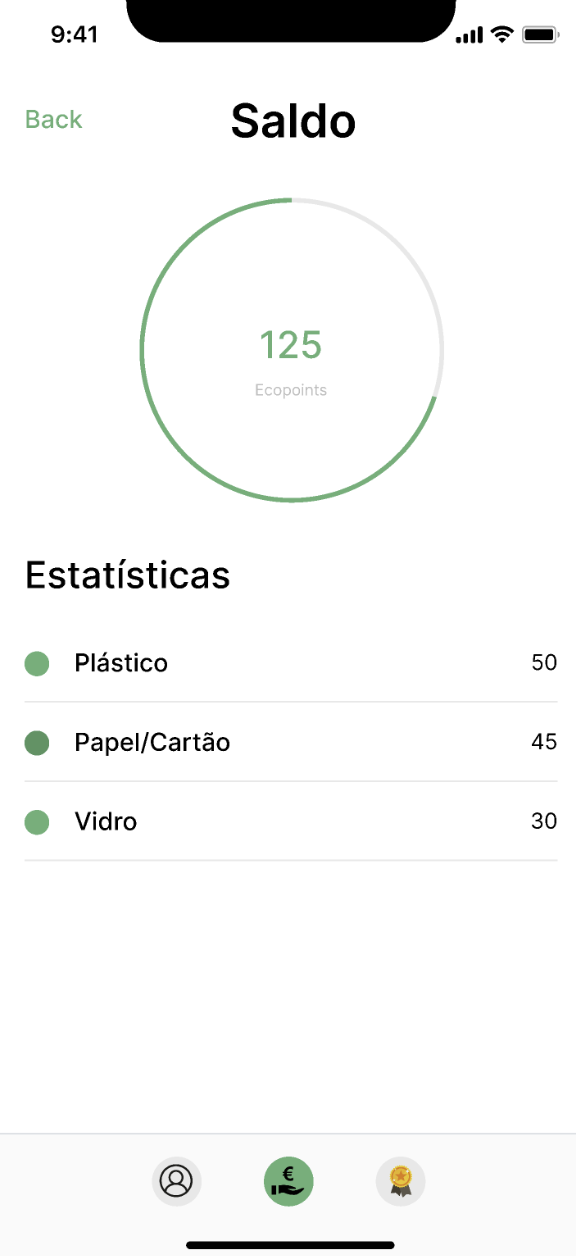 9:41
Back
Saldo
125
Ecopoints
Estatísticas
Plástico 50
Papel/Cartão 45
Vidro 30
€